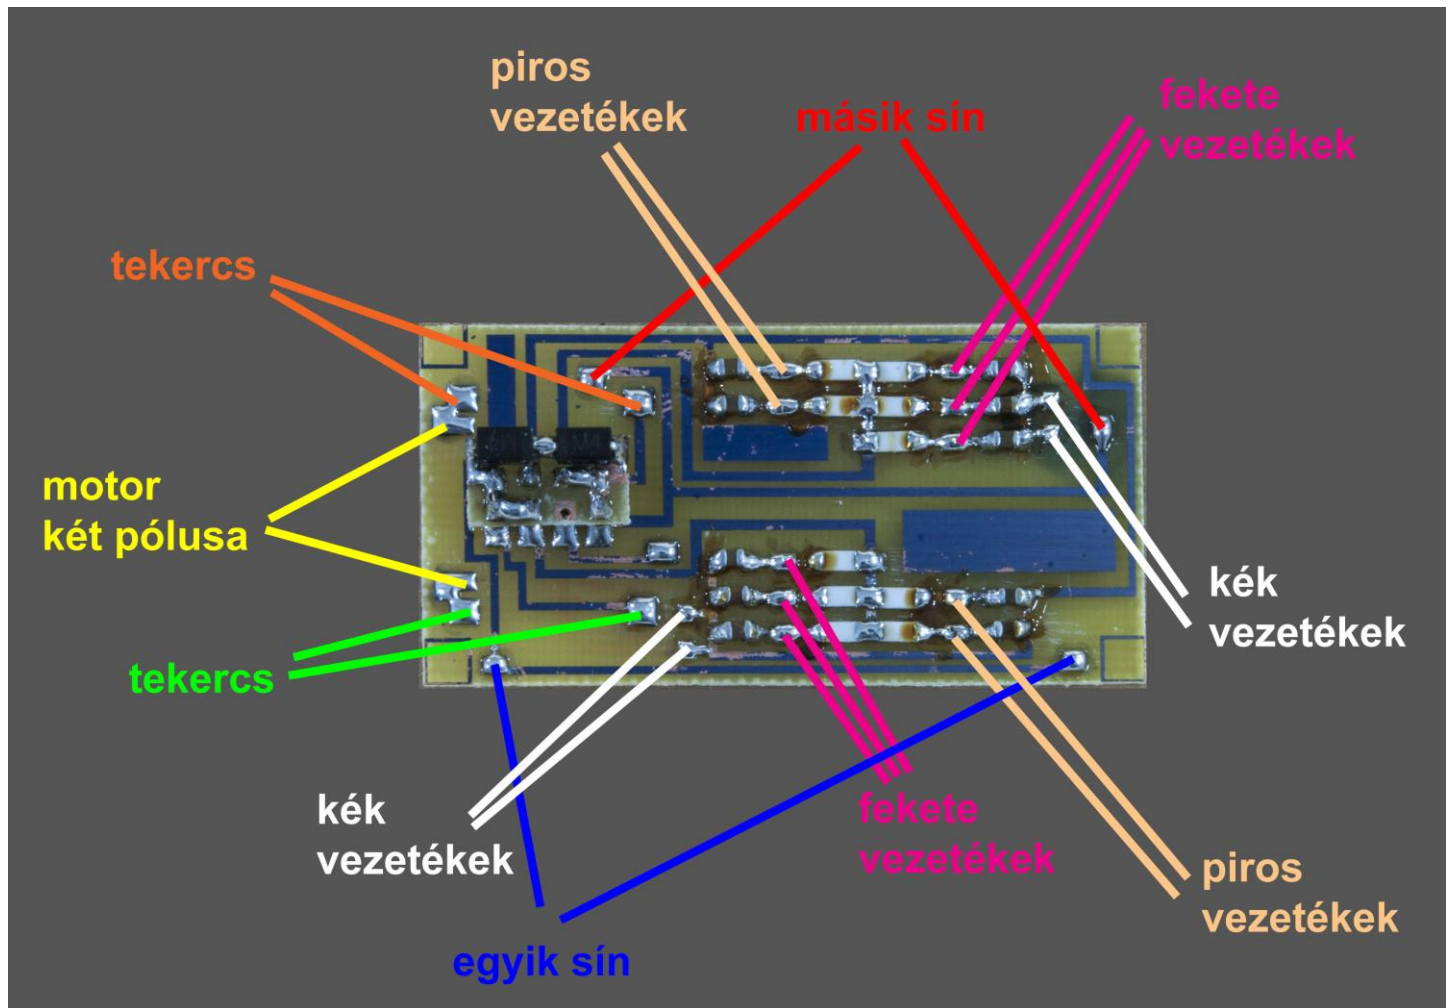 piros
vezetékek
másik sín
fekete
vezetékek
tekercs
motor
két pólusa
kék
vezetékek
tekercs
kék
vezetékek
fekete
vezetékek
piros
vezetékek
egyik sín